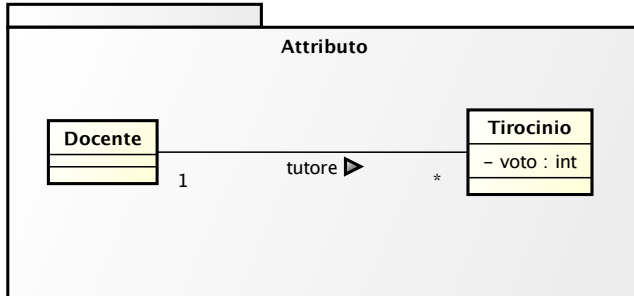 Attributo
Docente
Tirocinio
– voto : int
1
tutore
*